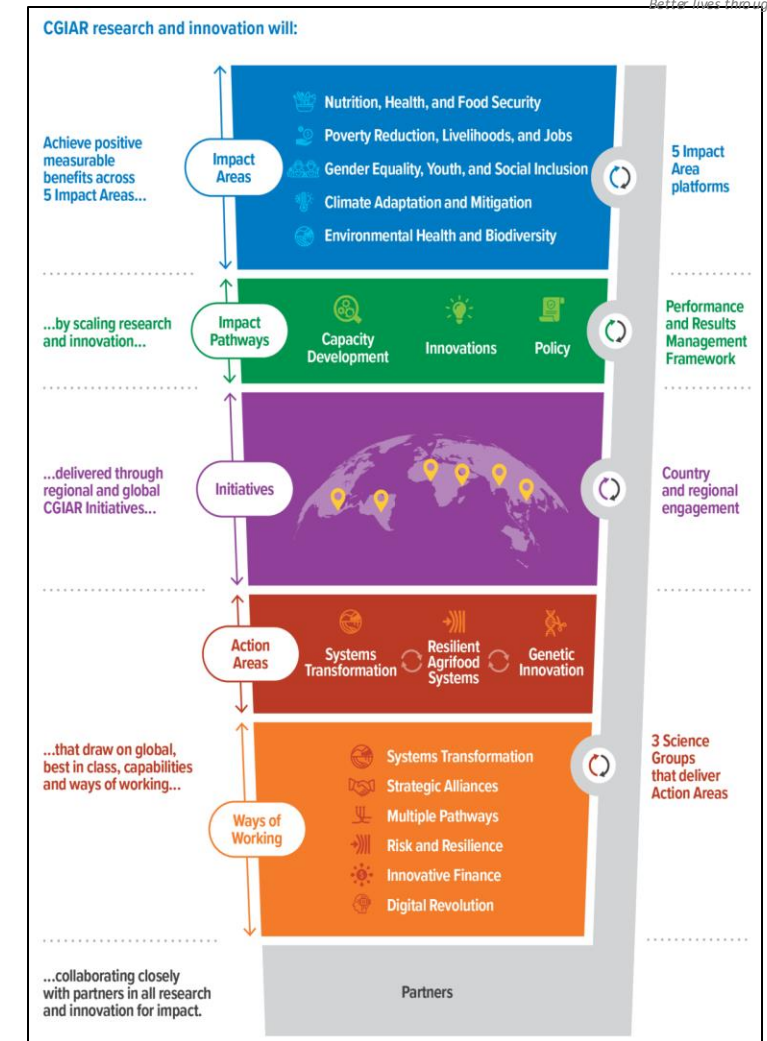 Better lives throug
CGIAR research and innovation will:
Achieve positive
measurable
benefits across
5 Impact Areas...
Impact
Areas
Nutrition, Health, and Food Security
Poverty Reduction, Livelihoods, and Jobs
Gender Equality, Youth, and Social Inclusion
Climate Adaptation and Mitigation
Environmental Health and Biodiversity
5 Impact
Area
platforms
...by scaling research
and innovation...
Impact
Pathways
Capacity
Development
Innovations
Policy
Performance
and Results
Management
Framework
...delivered through
regional and global
CGIAR Initiatives...
Initiatives
Country
and regional
engagement
Action
Areas
Systems
Transformation
Resilient
Agrifood
Systems
Genetic
Innovation
...that draw on global,
best in class, capabilities
and ways of working...
Ways of
Working
Systems Transformation
Strategic Alliances
Multiple Pathways
Risk and Resilience
Innovative Finance
Digital Revolution
3 Science
Groups
that deliver
Action Areas
...collaborating closely
with partners in all research
and innovation for impact.
Partners